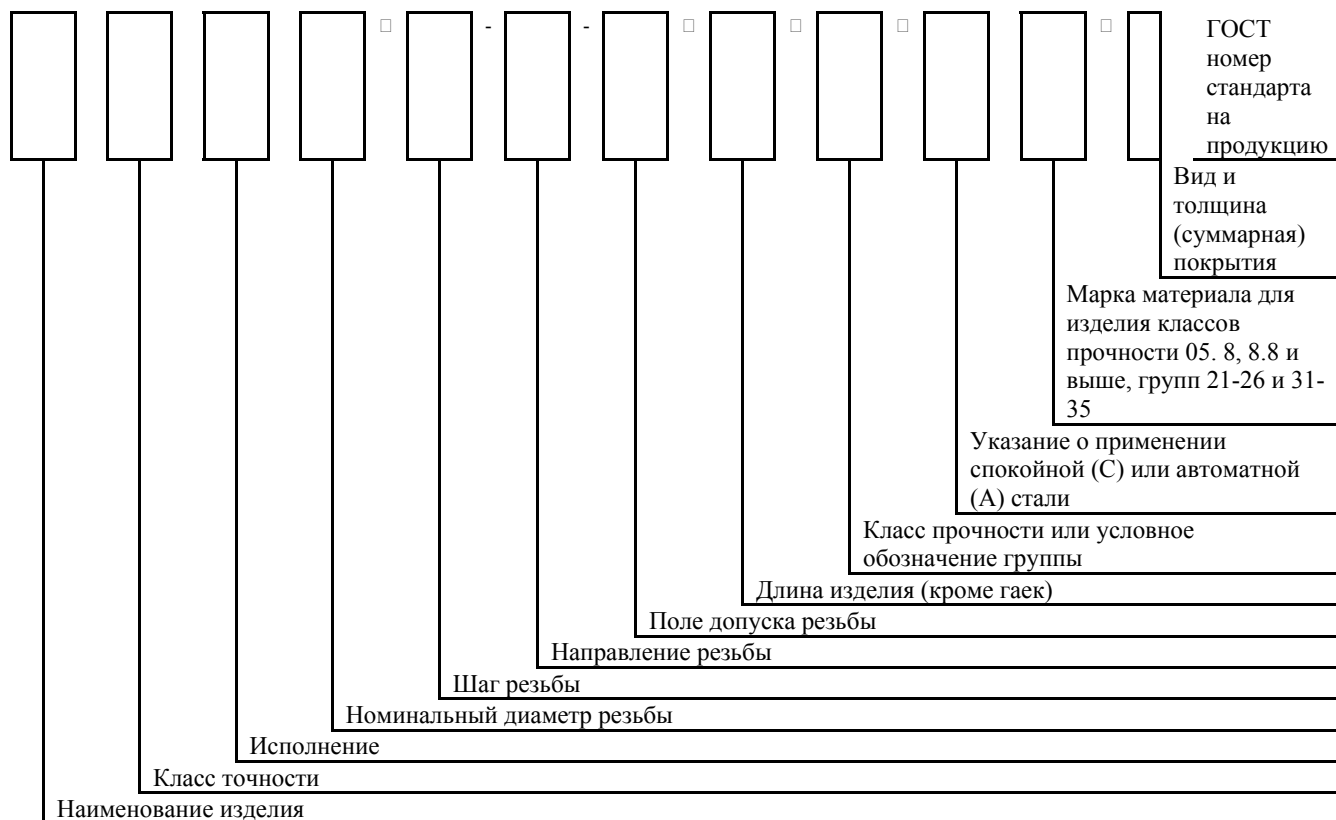 - -
ГОСТ
номер
стандарта
на
продукцию
Вид и
толщина
(суммарная)
покрытия
Марка материала для
изделия классов
прочности 05. 8, 8.8 и
выше, групп 21-26 и 31-
35
Указание о применении
спокойной (С) или автоматной
(А) стали
Класс прочности или условное
обозначение группы
Длина изделия (кроме гаек)
Поле допуска резьбы
Направление резьбы
Шаг резьбы
Номинальный диаметр резьбы
Исполнение
Класс точности
Наименование изделия